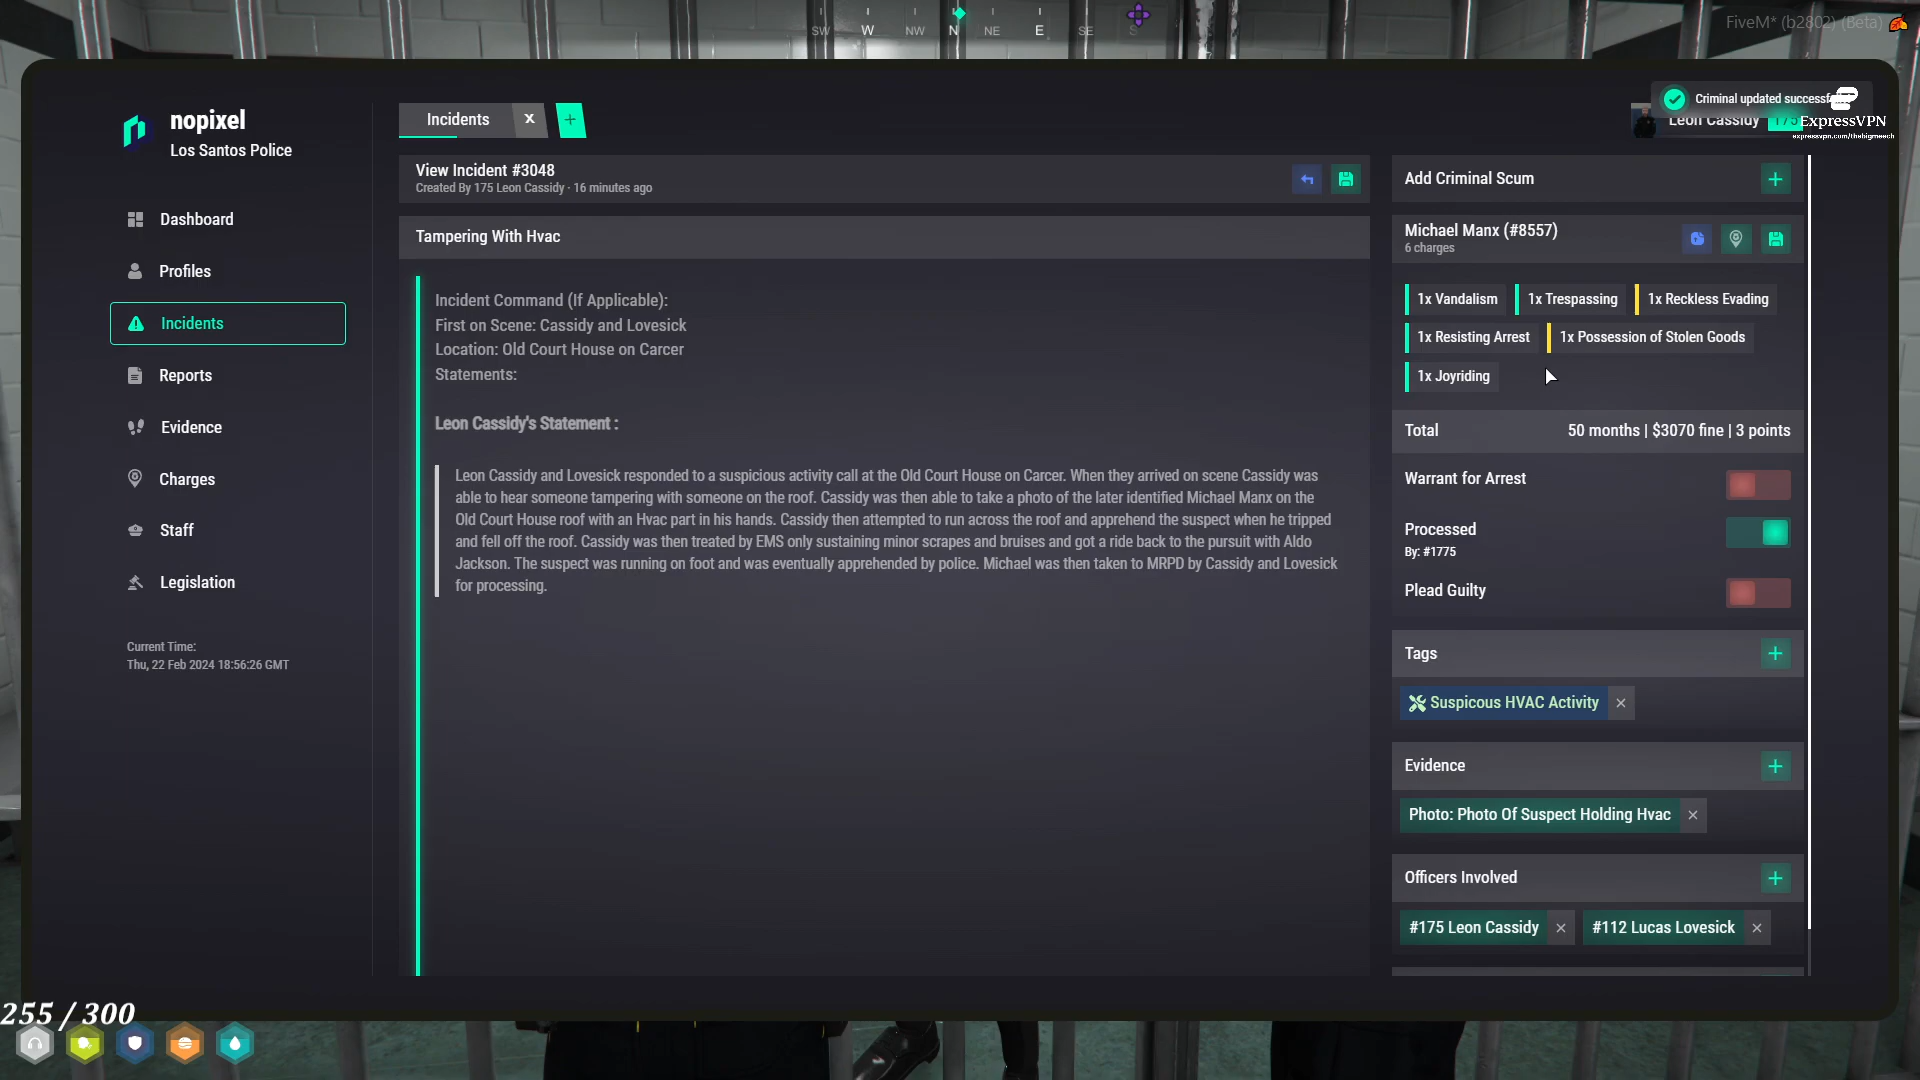 SW W NW N NE E SE S
FiveM* (b2802) (Beta)
nopixel
Los Santos Police
Incidents x +
Criminal updated successf
Leon Cassidy 175
ExpressVPN
expressvpn.com/thebigmeech
Dashboard
Profiles
Incidents
Reports
Evidence
Charges
Staff
Legislation
Current Time:
Thu, 22 Feb 2024 18:56:26 GMT
View Incident #3048
Created By 175 Leon Cassidy · 16 minutes ago
Tampering With Hvac
Incident Command (If Applicable):
First on Scene: Cassidy and Lovesick
Location: Old Court House on Carcer
Statements:
Leon Cassidy's Statement :
Leon Cassidy and Lovesick responded to a suspicious activity call at the Old Court House on Carcer. When they arrived on scene Cassidy was
able to hear someone tampering with someone on the roof. Cassidy was then able to take a photo of the later identified Michael Manx on the
Old Court House roof with an Hvac part in his hands. Cassidy then attempted to run across the roof and apprehend the suspect when he tripped
and fell off the roof. Cassidy was then treated by EMS only sustaining minor scrapes and bruises and got a ride back to the pursuit with Aldo
Jackson. The suspect was running on foot and was eventually apprehended by police. Michael was then taken to MRPD by Cassidy and Lovesick
for processing.
Add Criminal Scum
Michael Manx (#8557)
6 charges
1x Vandalism 1x Trespassing 1x Reckless Evading
1x Resisting Arrest 1x Possession of Stolen Goods
1x Joyriding
Total 50 months | $3070 fine | 3 points
Warrant for Arrest
Processed
By: #1775
Plead Guilty
Tags
Suspicous HVAC Activity
Evidence
Photo: Photo Of Suspect Holding Hvac
Officers Involved
#175 Leon Cassidy #112 Lucas Lovesick
255 / 300